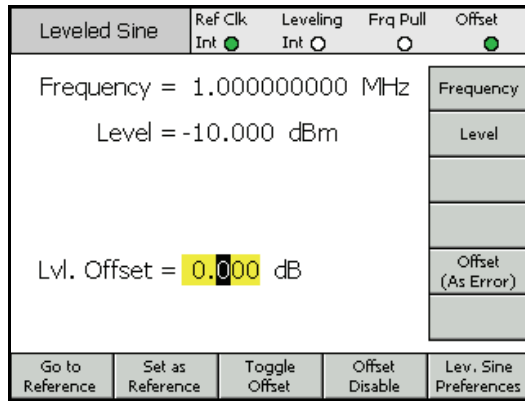 Leveled Sine
Ref Clk Leveling Frq Pull Offset
Int Int
Frequency = 1.000000000 MHz
Level = -10.000 dBm
Lvl. Offset = 0.000 dB
Frequency
Level
Offset
(As Error)
Go to
Reference
Set as
Reference
Toggle
Offset
Offset
Disable
Lev. Sine
Preferences